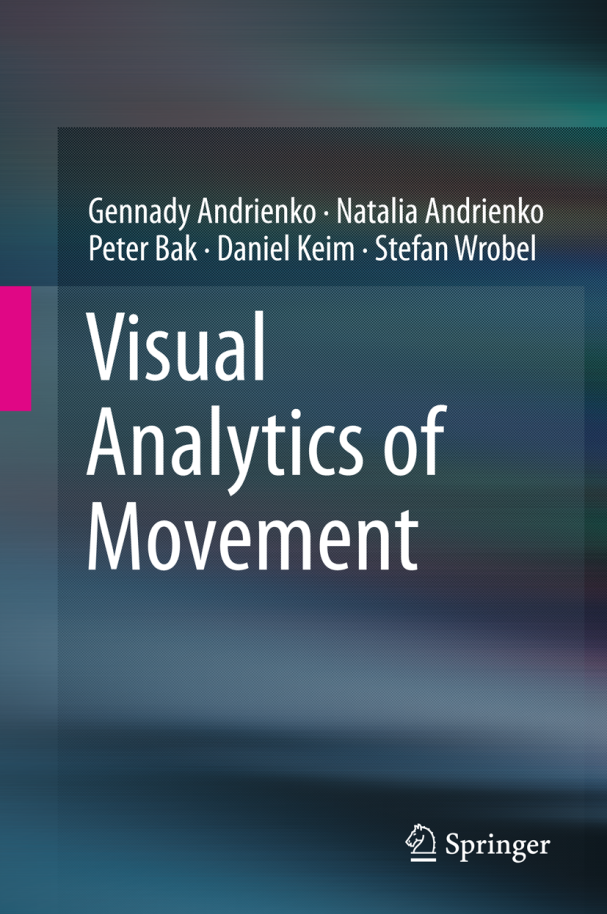 Gennady Andrienko · Natalia Andrienko
Peter Bak · Daniel Keim · Stefan Wrobel
Visual
Analytics of
Movement
Springer